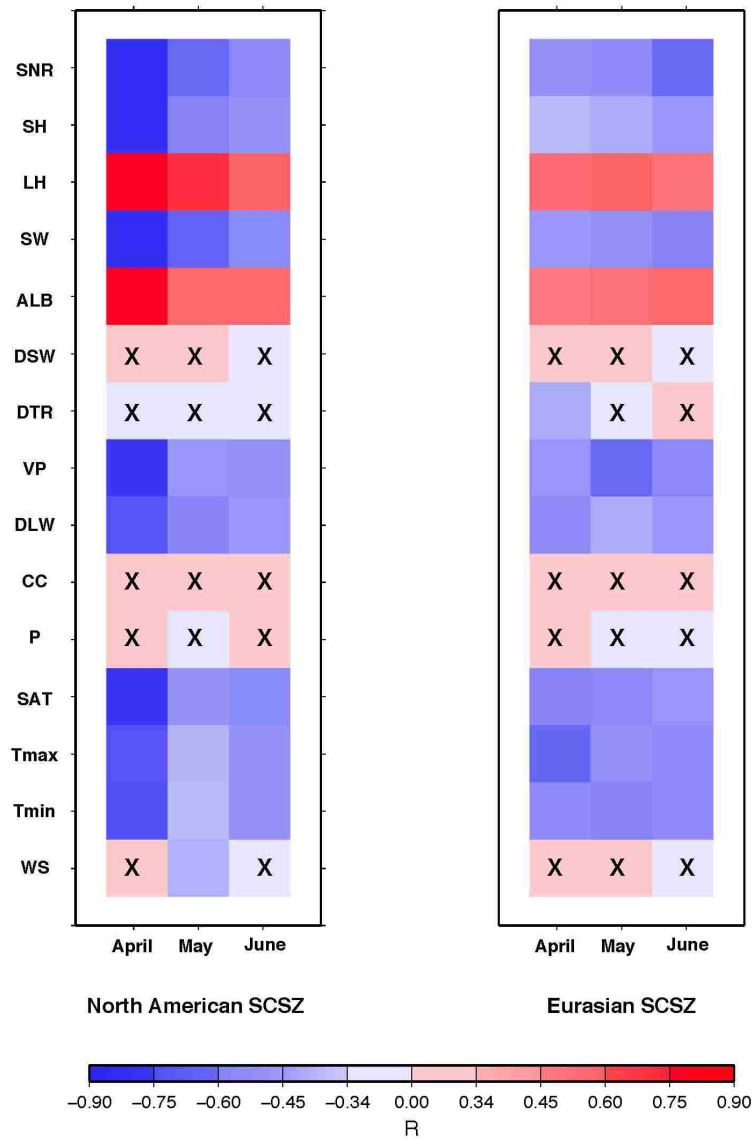 SNR
SH
LH
SW
ALB
DSW X X X X X X
DTR X X X X X
VP
DLW
CC X X X X X X
P X X X X X X
SAT
Tmax
Tmin
WS X X X X X
April May June April May June
North American SCSZ Eurasian SCSZ
−0.90 −0.75 −0.60 −0.45 −0.34 0.00 0.34 0.45 0.60 0.75 0.90
R